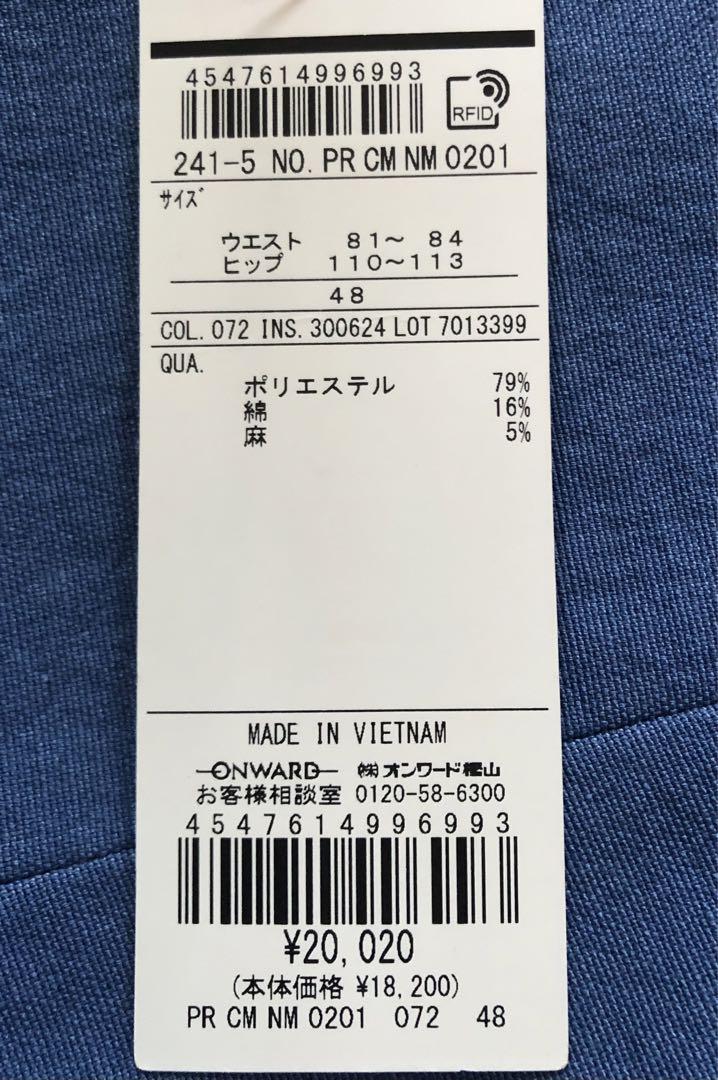 4547614996993
RFID
241-5 NO. PR CM NM 0201
サイズ
ウエスト 81～ 84
ヒップ 110～113
48
COL. 072 INS. 300624 LOT 7013399
QUA.
ポリエステル 79%
綿 16%
麻 5%
MADE IN VIETNAM
ONWARD ㈱オンワード樫山
お客様相談室 0120-58-6300
4547614996993
¥20,020
(本体価格 ¥18,200)
PR CM NM 0201 072 48